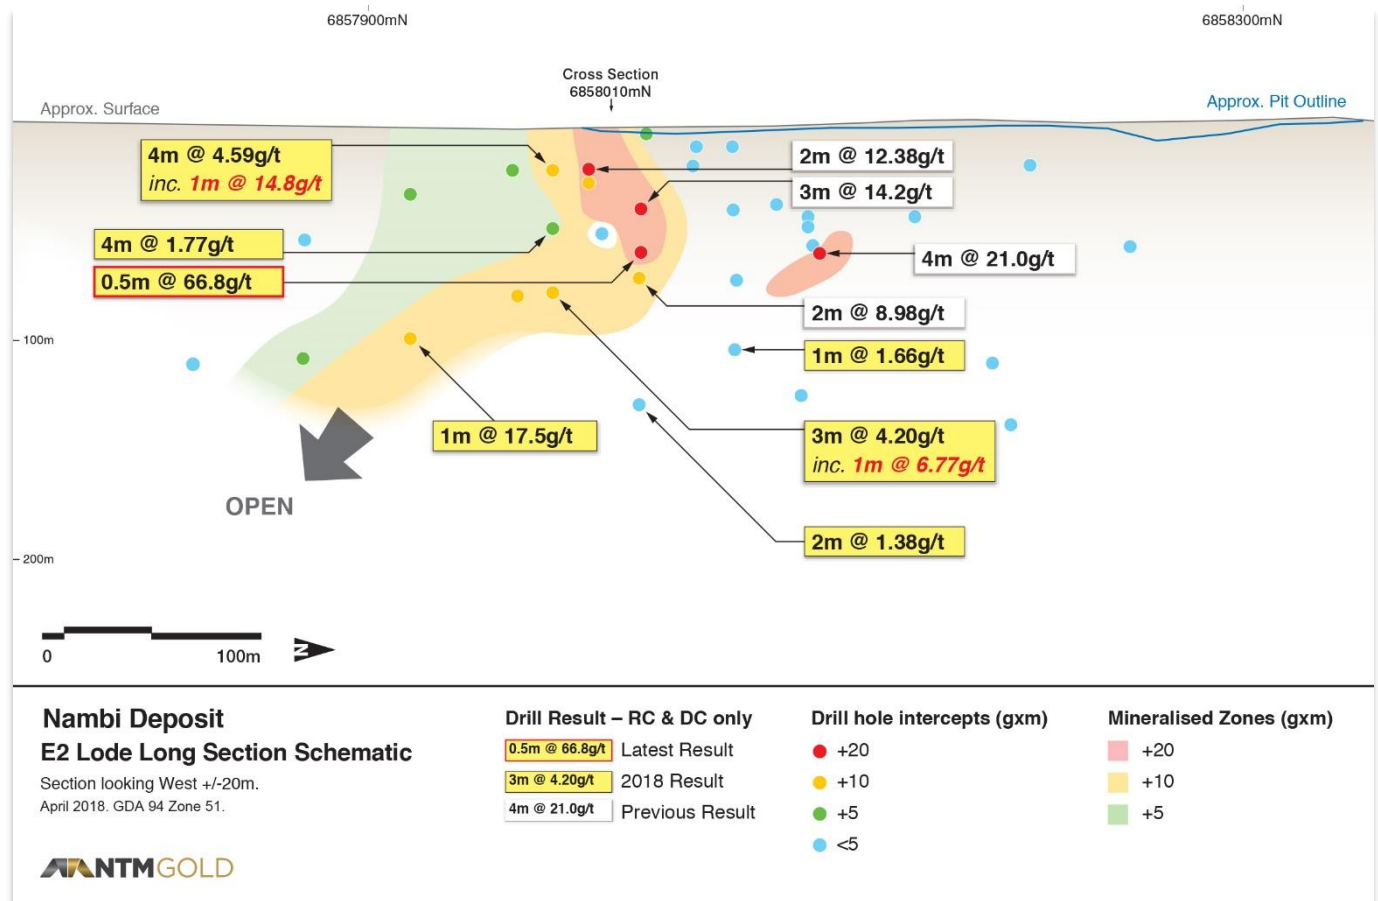 6857900mN
6858300mN
Cross Section
6858010mN
Approx. Surface
Approx. Pit Outline
4m @ 4.59g/t
inc. 1m @ 14.8g/t
2m @ 12.38g/t
3m @ 14.2g/t
4m @ 1.77g/t
0.5m @ 66.8g/t
4m @ 21.0g/t
2m @ 8.98g/t
100m
1m @ 1.66g/t
1m @ 17.5g/t
3m @ 4.20g/t
inc. 1m @ 6.77g/t
OPEN
2m @ 1.38g/t
200m
0 100m
N
Nambi Deposit
E2 Lode Long Section Schematic
Section looking West +/-20m.
April 2018. GDA 94 Zone 51.
NTMGOLD
Drill Result – RC & DC only
0.5m @ 66.8g/t Latest Result
3m @ 4.20g/t 2018 Result
4m @ 21.0g/t Previous Result
Drill hole intercepts (gxm)
+20
+10
+5
<5
Mineralised Zones (gxm)
+20
+10
+5